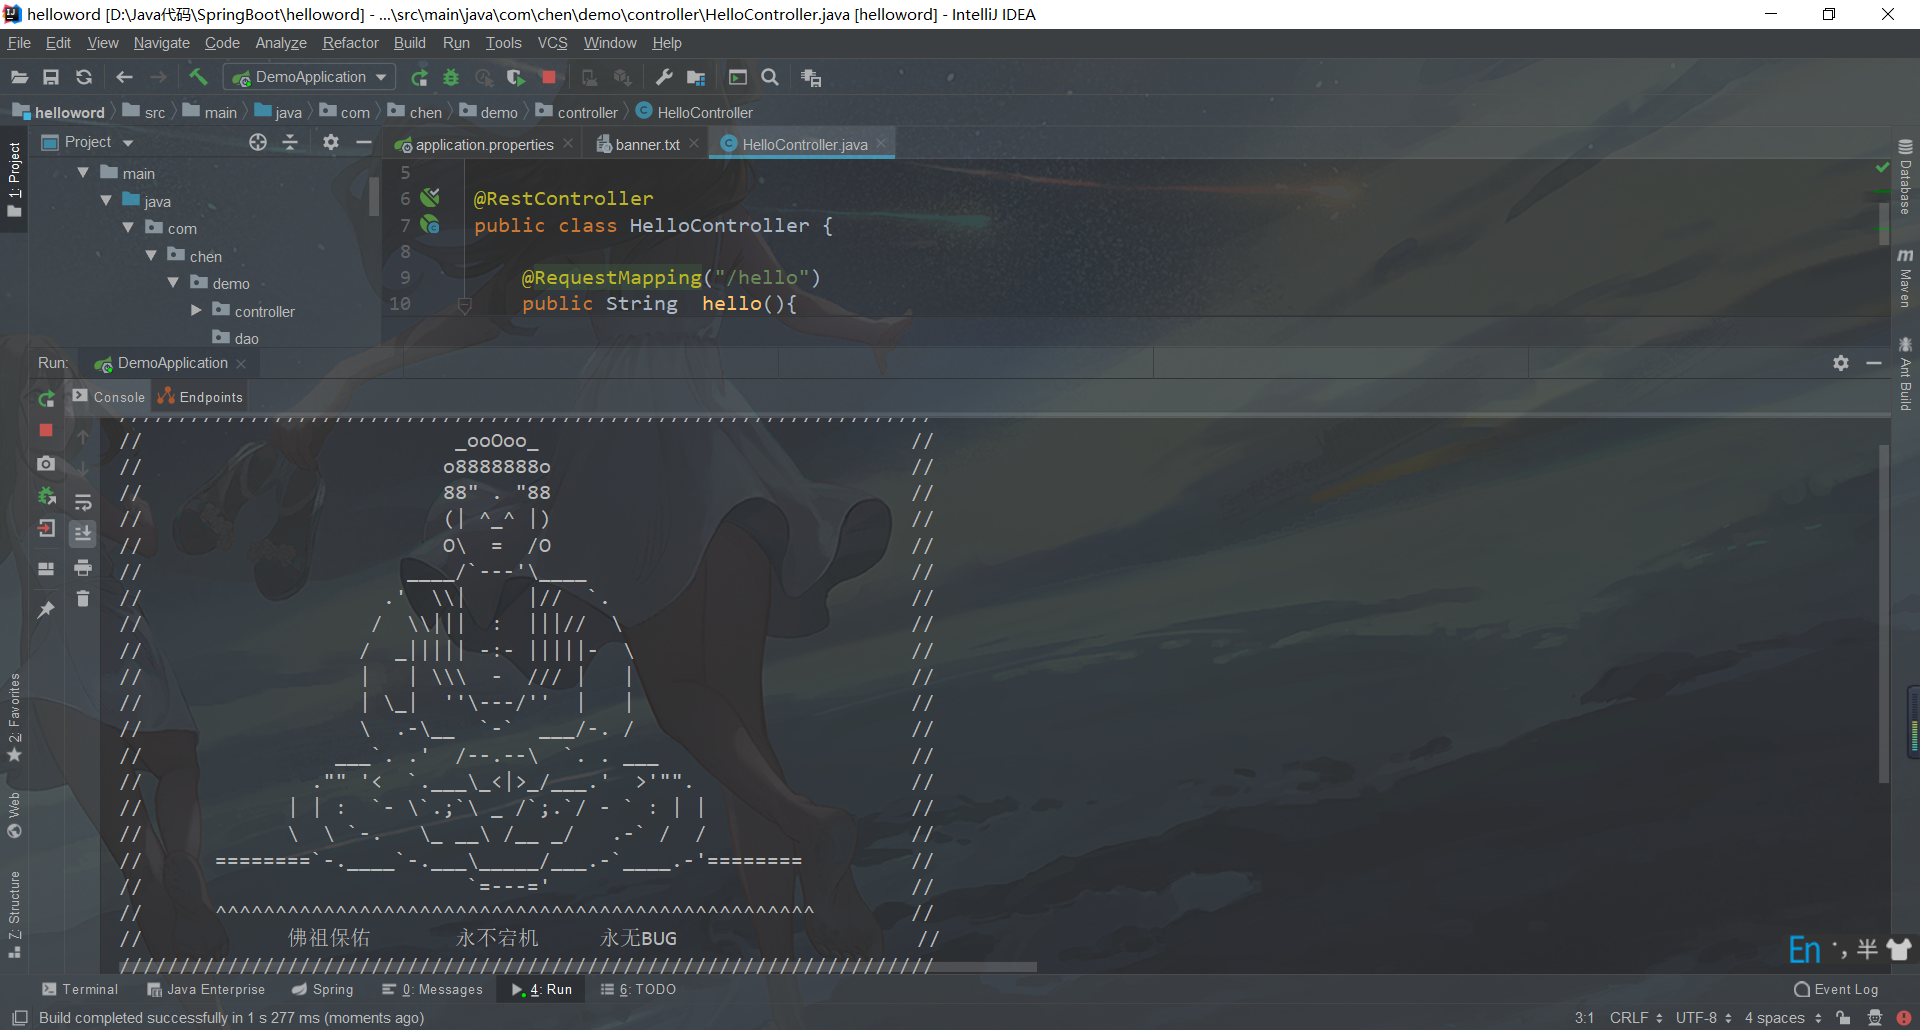 helloword [D:\Java代码\SpringBoot\helloword] - ...\src\main\java\com\chen\demo\controller\HelloController.java [helloword] - IntelliJ IDEA
File Edit View Navigate Code Analyze Refactor Build Run Tools VCS Window Help
DemoApplication
helloword src main java com chen demo controller HelloController
Project
application.properties banner.txt HelloController.java
1: Project
2: Favorites
Web
7: Structure
main
java
com
chen
demo
controller
dao
5
6 @RestController
7 public class HelloController {
8
9 @RequestMapping("/hello")
10 public String  hello(){
Database
Maven
Ant Build
Run: DemoApplication
Console Endpoints
//                          _ooOoo_                               //
//                         o8888888o                              //
//                         88" . "88                              //
//                         (| ^_^ |)                              //
//                         O\  =  /O                              //
//                      ____/`---'\____                           //
//                    .'  \\|     |//  `.                         //
//                   /  \\|||  :  |||//  \                        //
//                  /  _||||| -:- |||||-  \                       //
//                  |   | \\\  -  /// |   |                       //
//                  | \_|  ''\---/''  |   |                       //
//                  \  .-\__  `-`  ___/-. /                       //
//                ___`. .'  /--.--\  `. . ___                     //
//              ."" '<  `.___\_<|>_/___.'  >'"".                  //
//            | | :  `- \`.;`\ _ /`;.`/ - ` : | |                 //
//            \  \ `-.   \_ __\ /__ _/   .-` /  /                 //
//      ========`-.____`-.___\_____/___.-`____.-'========         //
//                           `=---='                              //
//      ^^^^^^^^^^^^^^^^^^^^^^^^^^^^^^^^^^^^^^^^^^^^^^^^^^        //
//            佛祖保佑       永不宕机     永无BUG                    //
////////////////////////////////////////////////////////////////////
En 半
Terminal Java Enterprise Spring 0: Messages 4: Run 6: TODO Event Log
Build completed successfully in 1 s 277 ms (moments ago) 3:1 CRLF UTF-8 4 spaces